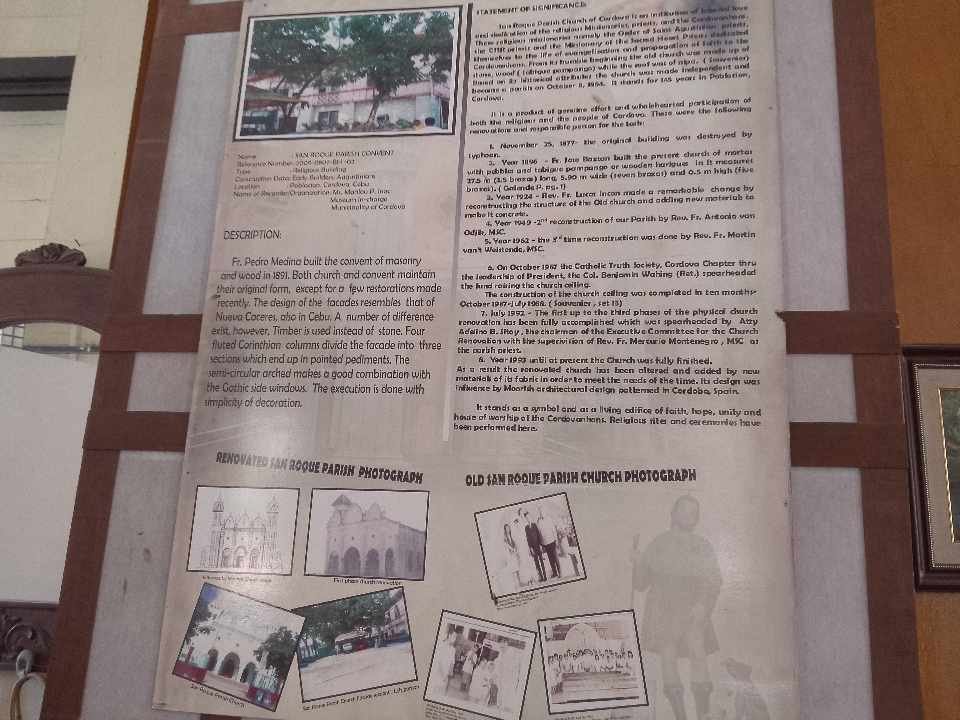 Name : SAN ROQUE PARISH CONVENT
Reference Number:
Type : Religious Building
Construction Date: Early Builders: Augustinians
Location : Poblacion, Cordova, Cebu
Name of Recorder/Organization: Ms.
Museum in-charge
Municipality of Cordova
DESCRIPTION:
Fr. Pedro Medina built the convent of masonry
and wood in 1891. Both church and convent maintain
their original form, except for a few restorations made
recently. The design of the facades resembles that of
Nueva Caceres, also in Cebu. A number of difference
exist, however, Timber is used instead of stone. Four
fluted Corinthian columns divide the facade into three
sections which end up in pointed pediments. The
semi-circular arched makes a good combination with
the Gothic side windows. The execution is done with
simplicity of decoration.
STATEMENT OF SIGNIFICANCE:
San Roque Parish Church of Cordova is an institution of love
and dedication of the religious Missionaries, priests, and the Cordovanhons.
These religious missionaries namely the Order of Saint Augustinian priests,
the priests and the Missionary of the Sacred Heart Priests dedicated
themselves to the life of evangelization and propagation of faith to the
Cordovanhons. From its humble beginning the old church was made up of
stone, wood ( tabique pampango) while the roof was of nipa. ( Souvenier)
Based on its historical attributes the church was made independent and
become a parish on October 8, It stands for 145 years in Poblacion,
Cordova.
It is a product of genuine effort and wholehearted participation of
both the religious and the people of Cordova. These were the following
renovations and responsible person for the task:
1. November 25, 1877- the original building was destroyed by
typhoon.
2. Year 1896 - Fr. Jose Bazton built the present church of mortar
with pebbles and tabique pampango or wooden harigues. In it measures
27.5 m (3.5 brazas) long, 5.90 m wide (seven brazas) and 6.5 m high (five
brazas). ( Galende P. pg. 1)
3. Year 1924 - Rev. Fr. Lucas Incon made a remarkable change by
reconstructing the structure of the Old church and adding new materials to
make it concrete.
4. Year 1949 -2nd reconstruction of our Parish by Rev. Fr. Antonio van
Odijk, MSC.
5. Year 1962 - the 3rd time reconstruction was done by Rev. Fr. Martin
van't Westende, MSC.
6. On October 1967 the Catholic Truth Society, Cordova Chapter thru
the leadership of President, the Col. Benjamin Wahing (Ret.) spearheaded
the fund raising the church ceiling.
The construction of the church ceiling was completed in ten months-
October 1967-July 1968. ( Souvenier , set 15)
7. July 1992 - The first up to the third phases of the physical church
renovation has been fully accomplished which was spearheaded by Atty
Adelino B. Sitoy , the chairman of the Executive Committee For the Church
Renovation with the supervision of Rev. Fr. Mercurio Montenegro , MSC as
the parish priest.
8. Year 1993 until at present the Church was fully finished.
As a result the renovated church has been altered and added by new
materials of its fabric in order to meet the needs of the time. Its design was
influence by Moorish architectural design patterned in Cordoba, Spain.
It stands as a symbol and as a living edifice of faith, hope, unity and
house of worship of the Cordovanhons. Religious rites and ceremonies have
been performed here.
RENOVATED SAN ROQUE PARISH PHOTOGRAPH
OLD SAN ROQUE PARISH CHURCH PHOTOGRAPH
First phase church renovation
San Roque Parish Church
San Roque Parish Church